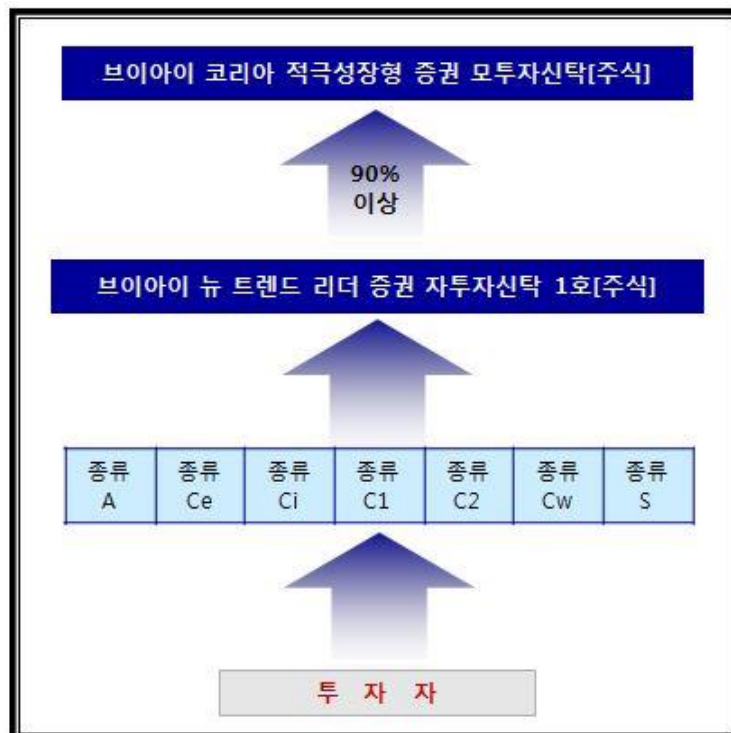 브이아이 코리아 적극성장형 증권 모투자신탁[주식]
90%
이상
브이아이 뉴 트렌드 리더 증권 자투자신탁 1호[주식]
종류 종류 종류 종류 종류 종류 종류
A Ce Ci C1 C2 Cw S
투 자 자